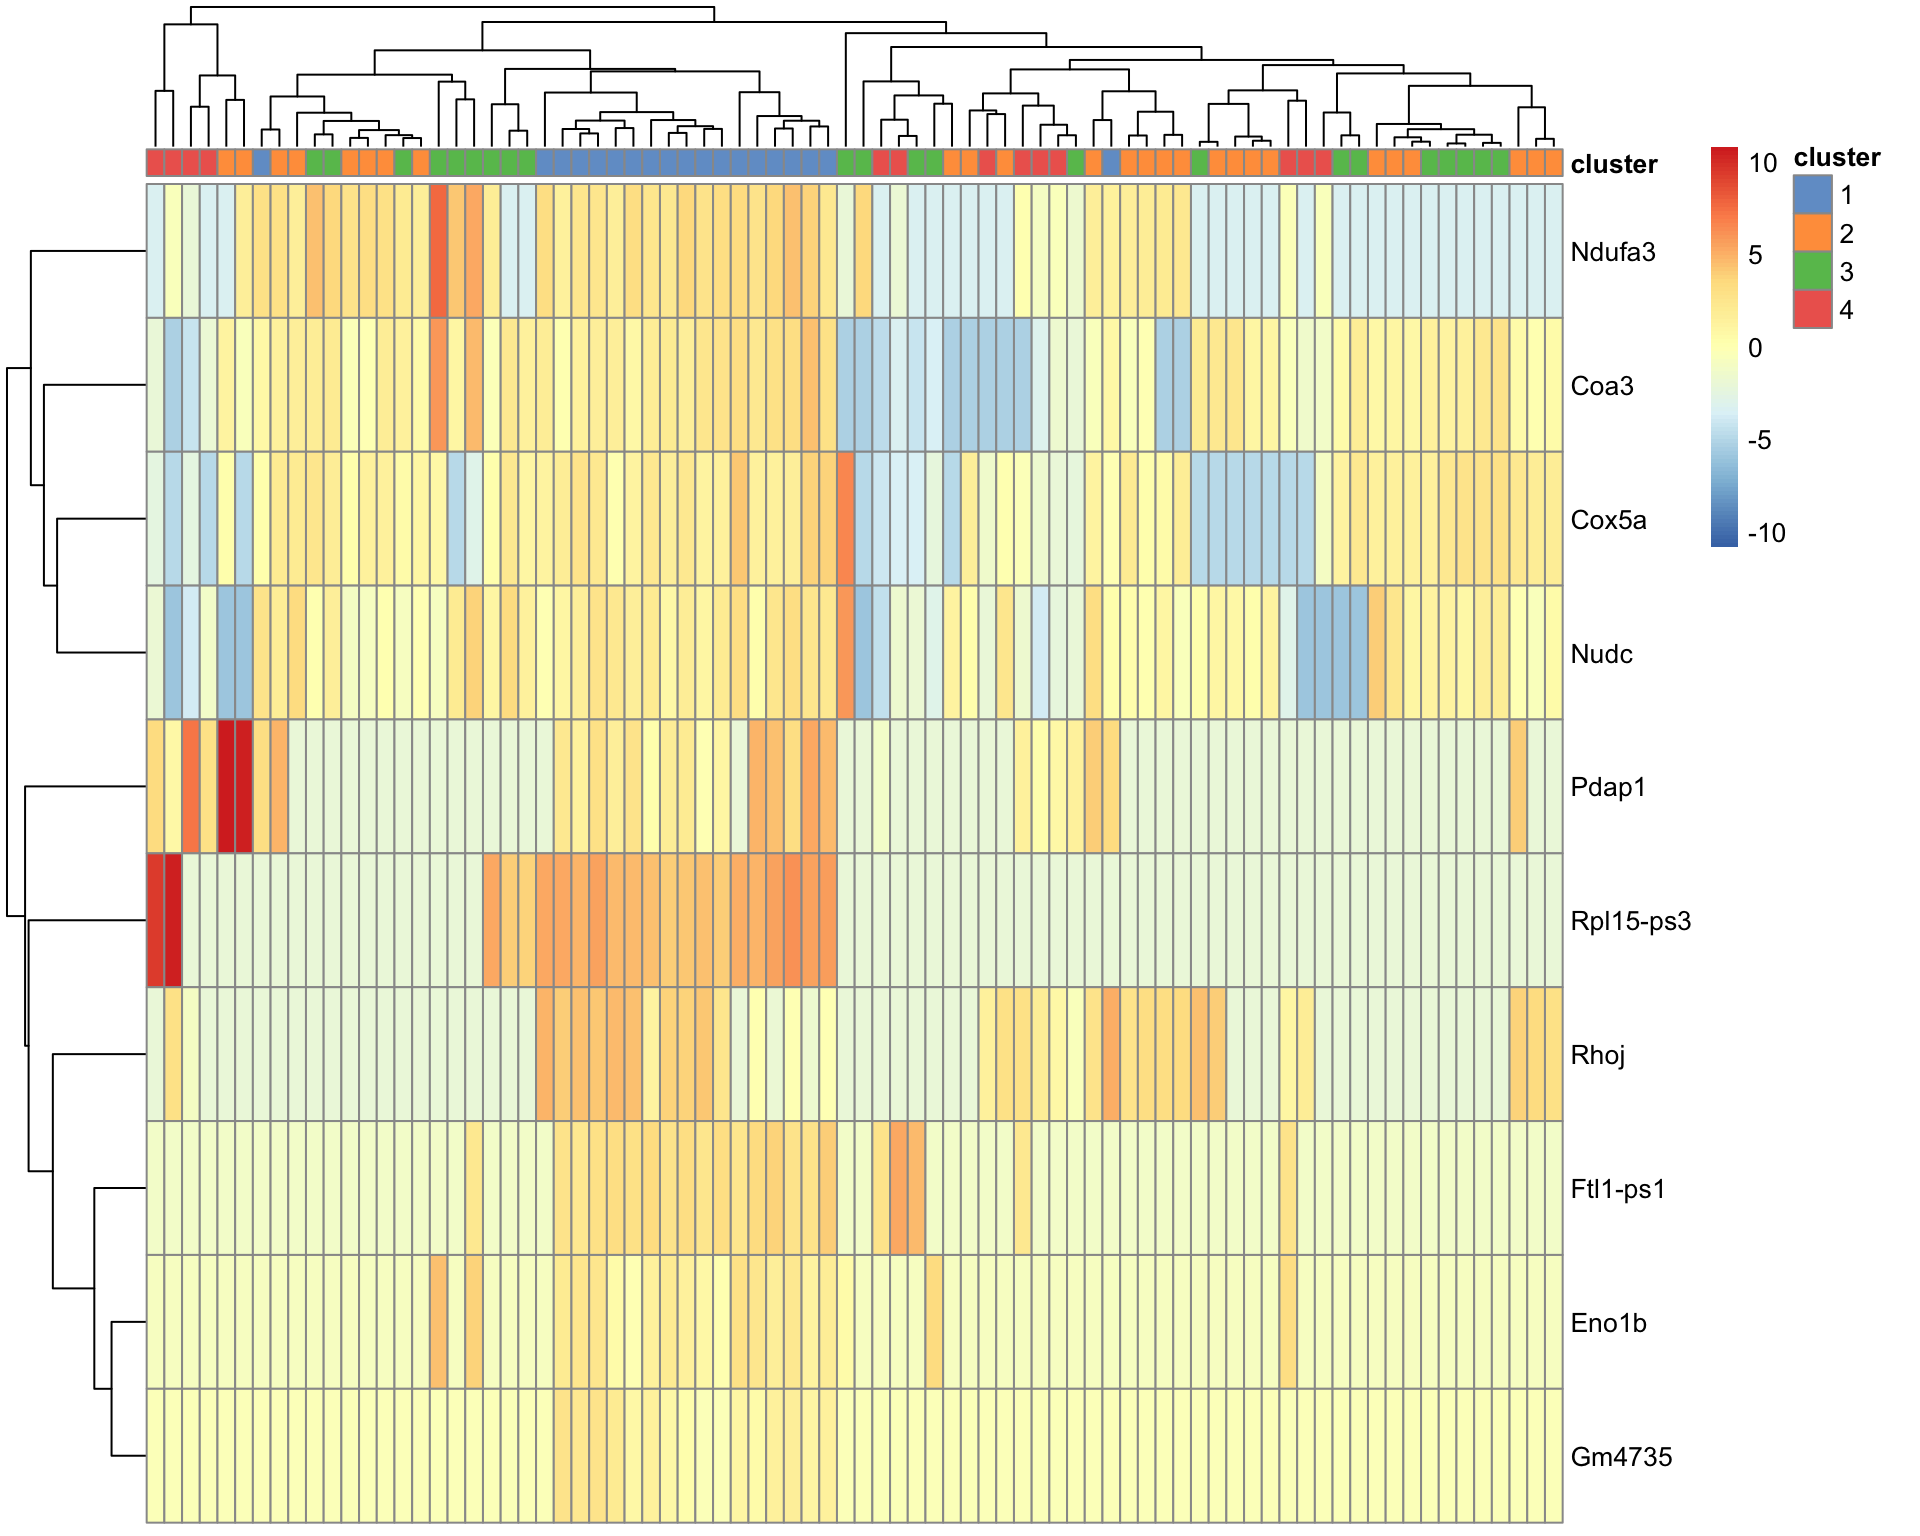 cluster
Ndufa3
Coa3
Cox5a
Nudc
Pdap1
Rpl15-ps3
Rhoj
Ftl1-ps1
Eno1b
Gm4735
10
5
0
-5
-10
cluster
1
2
3
4